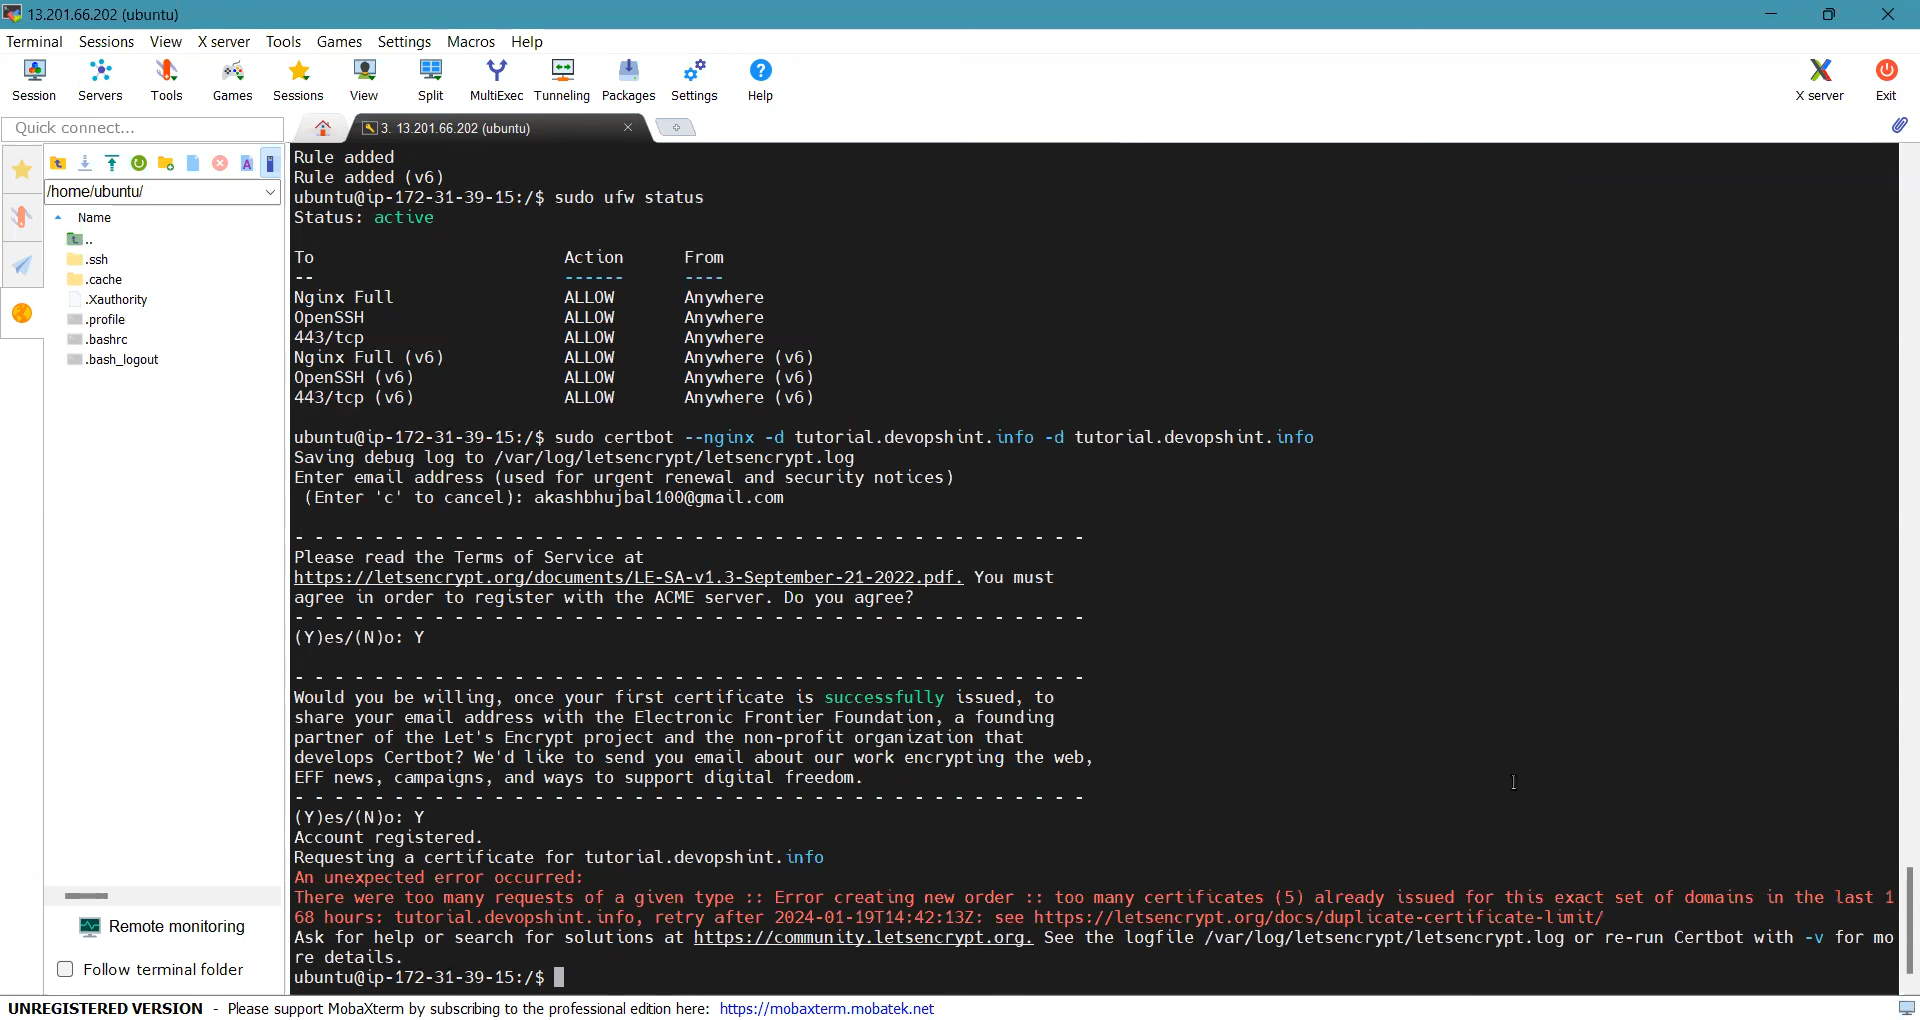 13.201.66.202 (ubuntu)
Terminal Sessions View X server Tools Games Settings Macros Help
Session Servers Tools Games Sessions View Split MultiExec Tunneling Packages Settings Help X server Exit
Quick connect...
3. 13.201.66.202 (ubuntu)
/home/ubuntu/
Name
..
.ssh
.cache
.Xauthority
.profile
.bashrc
.bash_logout
Remote monitoring
Follow terminal folder
Rule added
Rule added (v6)
ubuntu@ip-172-31-39-15:/$ sudo ufw status
Status: active
To Action From
-- ------ ----
Nginx Full ALLOW Anywhere
OpenSSH ALLOW Anywhere
443/tcp ALLOW Anywhere
Nginx Full (v6) ALLOW Anywhere (v6)
OpenSSH (v6) ALLOW Anywhere (v6)
443/tcp (v6) ALLOW Anywhere (v6)
ubuntu@ip-172-31-39-15:/$ sudo certbot --nginx -d tutorial.devopshint.info -d tutorial.devopshint.info
Saving debug log to /var/log/letsencrypt/letsencrypt.log
Enter email address (used for urgent renewal and security notices)
(Enter 'c' to cancel): akashbhujbal100@gmail.com
- - - - - - - - - - - - - - - - - - - - - - - - - - - - - - - - - - - - - - - -
Please read the Terms of Service at
https://letsencrypt.org/documents/LE-SA-v1.3-September-21-2022.pdf. You must
agree in order to register with the ACME server. Do you agree?
- - - - - - - - - - - - - - - - - - - - - - - - - - - - - - - - - - - - - - - -
(Y)es/(N)o: Y
- - - - - - - - - - - - - - - - - - - - - - - - - - - - - - - - - - - - - - - -
Would you be willing, once your first certificate is successfully issued, to
share your email address with the Electronic Frontier Foundation, a founding
partner of the Let's Encrypt project and the non-profit organization that
develops Certbot? We'd like to send you email about our work encrypting the web,
EFF news, campaigns, and ways to support digital freedom.
- - - - - - - - - - - - - - - - - - - - - - - - - - - - - - - - - - - - - - - -
(Y)es/(N)o: Y
Account registered.
Requesting a certificate for tutorial.devopshint.info
An unexpected error occurred:
There were too many requests of a given type :: Error creating new order :: too many certificates (5) already issued for this exact set of domains in the last 1
68 hours: tutorial.devopshint.info, retry after 2024-01-19T14:42:13Z: see https://letsencrypt.org/docs/duplicate-certificate-limit/
Ask for help or search for solutions at https://community.letsencrypt.org. See the logfile /var/log/letsencrypt/letsencrypt.log or re-run Certbot with -v for mo
re details.
ubuntu@ip-172-31-39-15:/$
UNREGISTERED VERSION - Please support MobaXterm by subscribing to the professional edition here: https://mobaxterm.mobatek.net